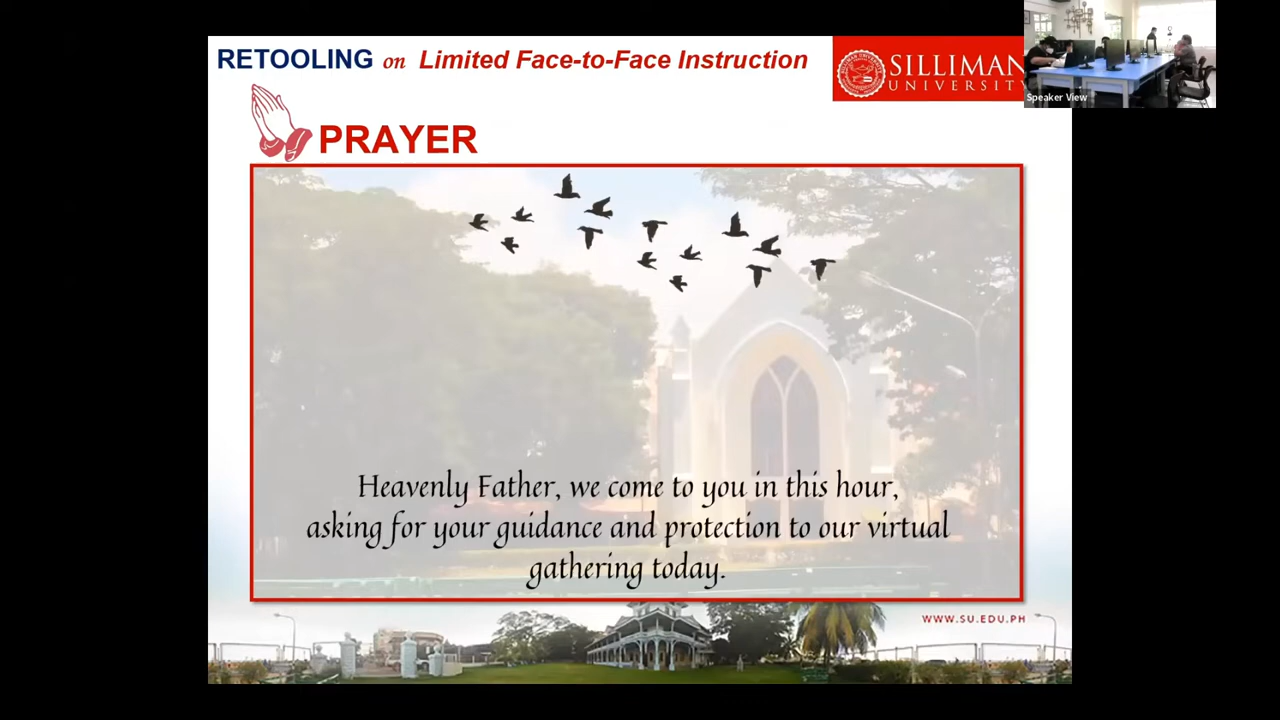 RETOOLING on Limited Face-to-Face Instruction
SILLIMAN
UNIVERSITY
Speaker View
PRAYER
Heavenly Father, we come to you in this hour,
asking for your guidance and protection to our virtual
gathering today.
WWW.SU.EDU.PH